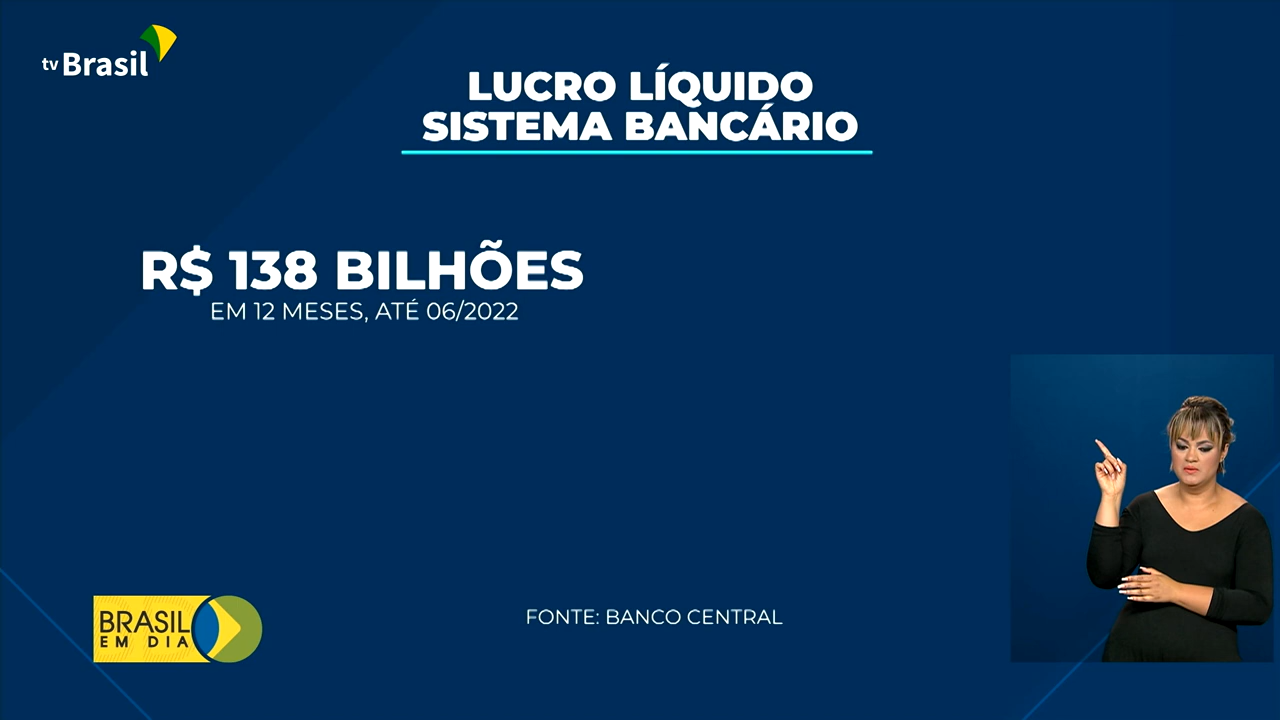 tv Brasil
LUCRO LÍQUIDO
SISTEMA BANCÁRIO
R$ 138 BILHÕES
EM 12 MESES, ATÉ 06/2022
BRASIL
EM DIA
FONTE: BANCO CENTRAL